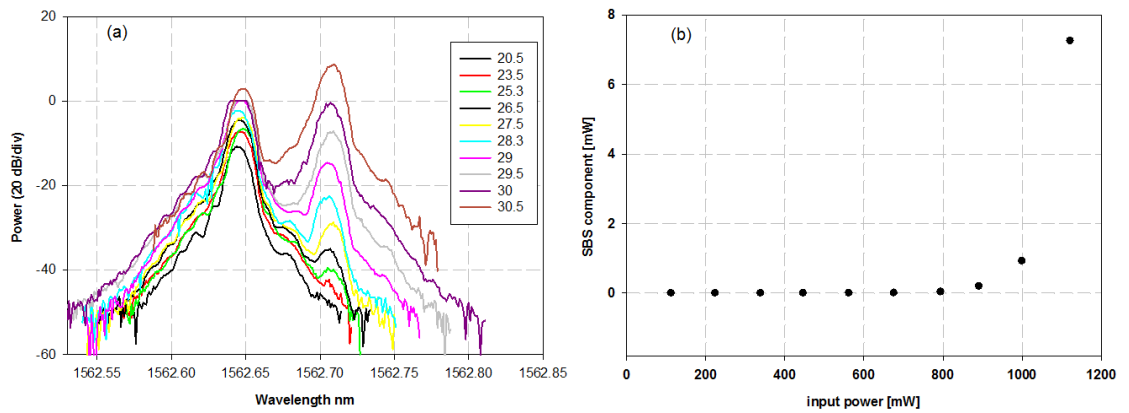 (a)
20
0
-20
-40
-60
Power (20 dB/div)
1562.55 1562.60 1562.65 1562.70 1562.75 1562.80 1562.85
Wavelength nm
20.5
23.5
25.3
26.5
27.5
28.3
29
29.5
30
30.5
(b)
8
6
4
2
0
SBS component [mW]
0 200 400 600 800 1000 1200
input power [mW]